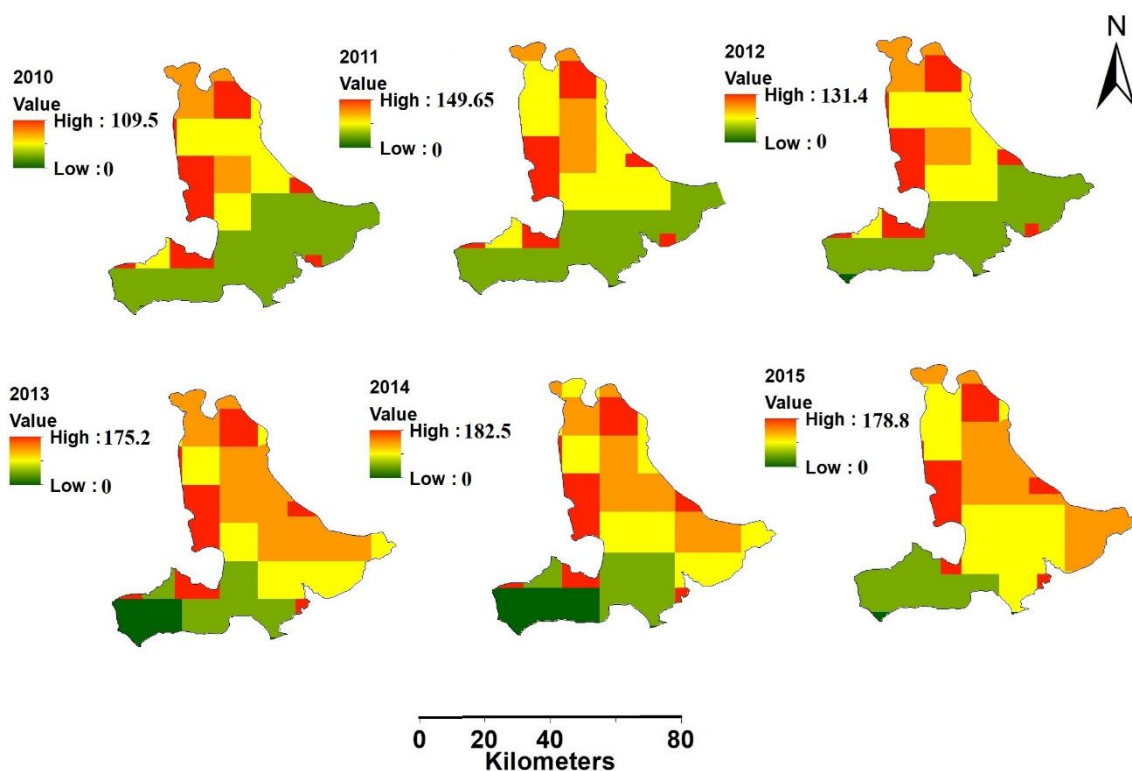 N
2010
Value
High : 109.5
Low : 0
2011
Value
High : 149.65
Low : 0
2012
Value
High : 131.4
Low : 0
2013
Value
High : 175.2
Low : 0
2014
Value
High : 182.5
Low : 0
2015
Value
High : 178.8
Low : 0
0 20 40 80
Kilometers